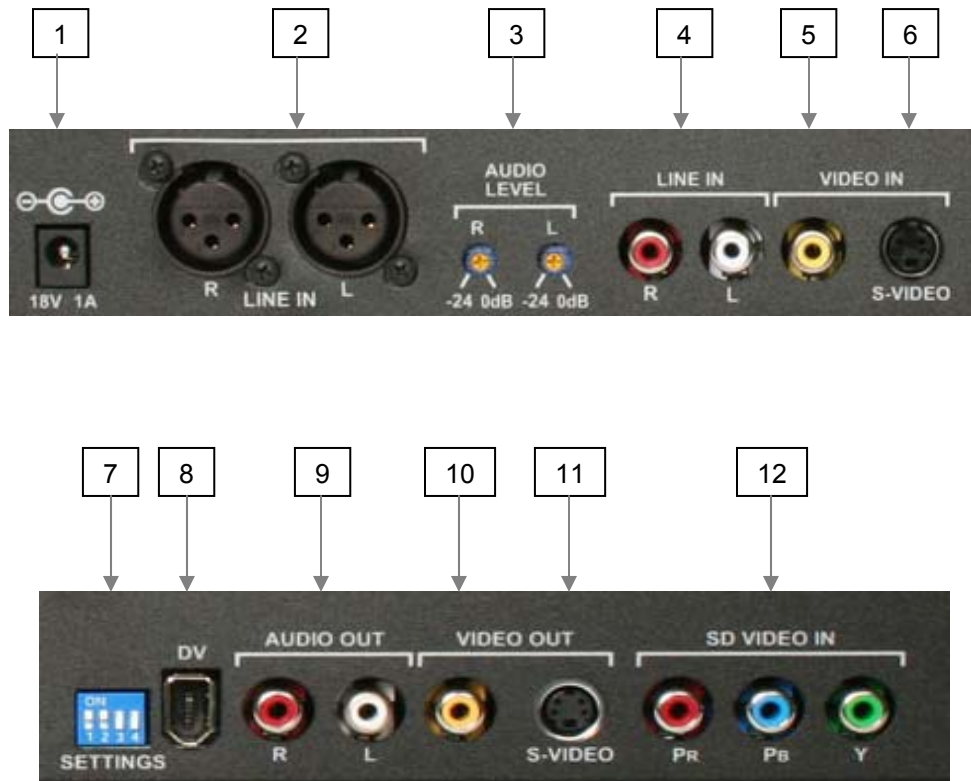 1 2 3 4 5 6
AUDIO LEVEL
LINE IN VIDEO IN
R L
18V 1A
R LINE IN L
-24 0dB -24 0dB
R L S-VIDEO
7 8 9 10 11 12
DV AUDIO OUT VIDEO OUT SD VIDEO IN
ON
1 2 3 4
SETTINGS
R L S-VIDEO PR PB Y